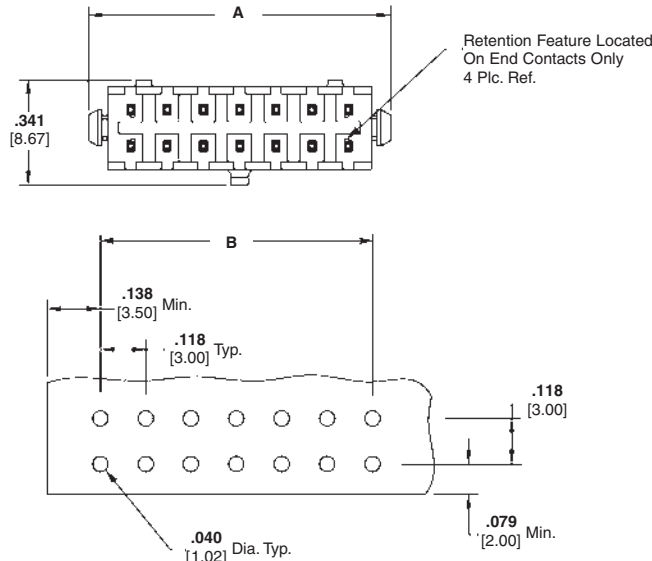 A
Retention Feature Located
On End Contacts Only
4 Plc. Ref.
.341
[8.67]
B
.138
[3.50] Min.
.118
[3.00] Typ.
.118
[3.00]
.079
[2.00] Min.
.040
[1.02] Dia. Typ.